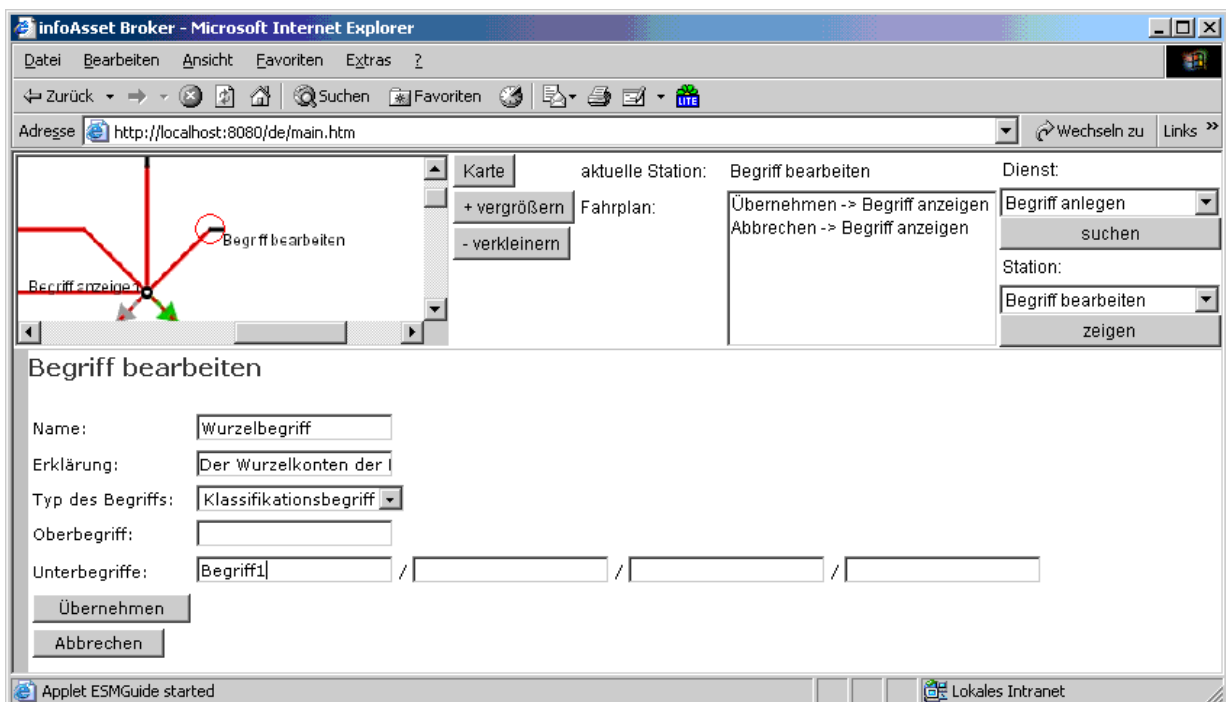 infoAsset Broker - Microsoft Internet Explorer
Datei Bearbeiten Ansicht Favoriten Extras ?
Zurück Suchen Favoriten LITE
Adresse http://localhost:8080/de/main.htm Wechseln zu Links »
Begriff bearbeiten
Begriff anzeigen
Karte
+ vergrößern
- verkleinern
aktuelle Station: Begriff bearbeiten
Fahrplan:
Übernehmen -> Begriff anzeigen
Abbrechen -> Begriff anzeigen
Dienst:
Begriff anlegen
suchen
Station:
Begriff bearbeiten
zeigen
Begriff bearbeiten
Name: Wurzelbegriff
Erklärung: Der Wurzelkonten der
Typ des Begriffs: Klassifikationsbegriff
Oberbegriff:
Unterbegriffe: Begriff1 / / /
Übernehmen
Abbrechen
Applet ESMGuide started Lokales Intranet